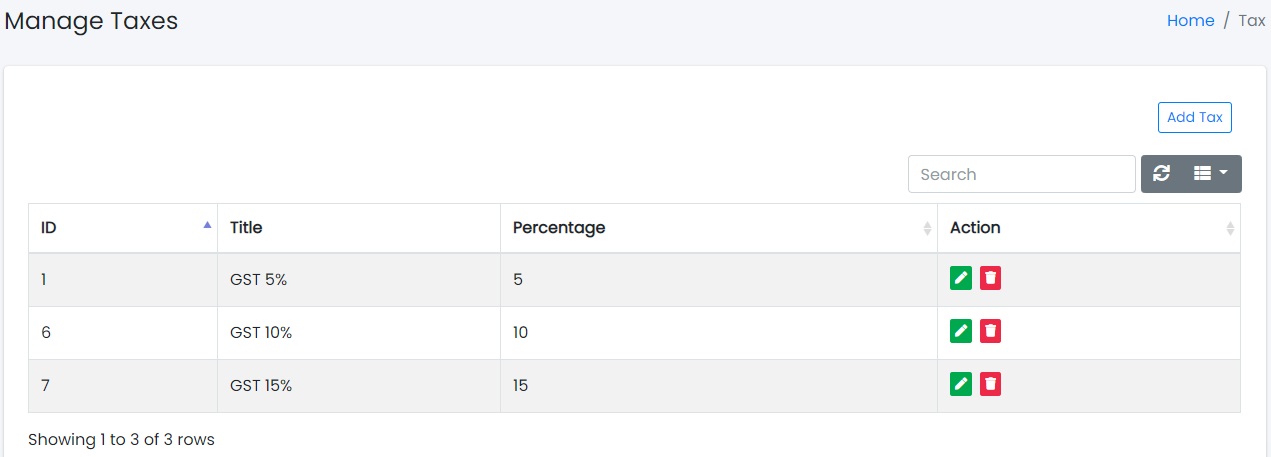 Manage Taxes
Home / Tax
Add Tax
Search
ID Title Percentage Action
1 GST 5% 5
6 GST 10% 10
7 GST 15% 15
Showing 1 to 3 of 3 rows